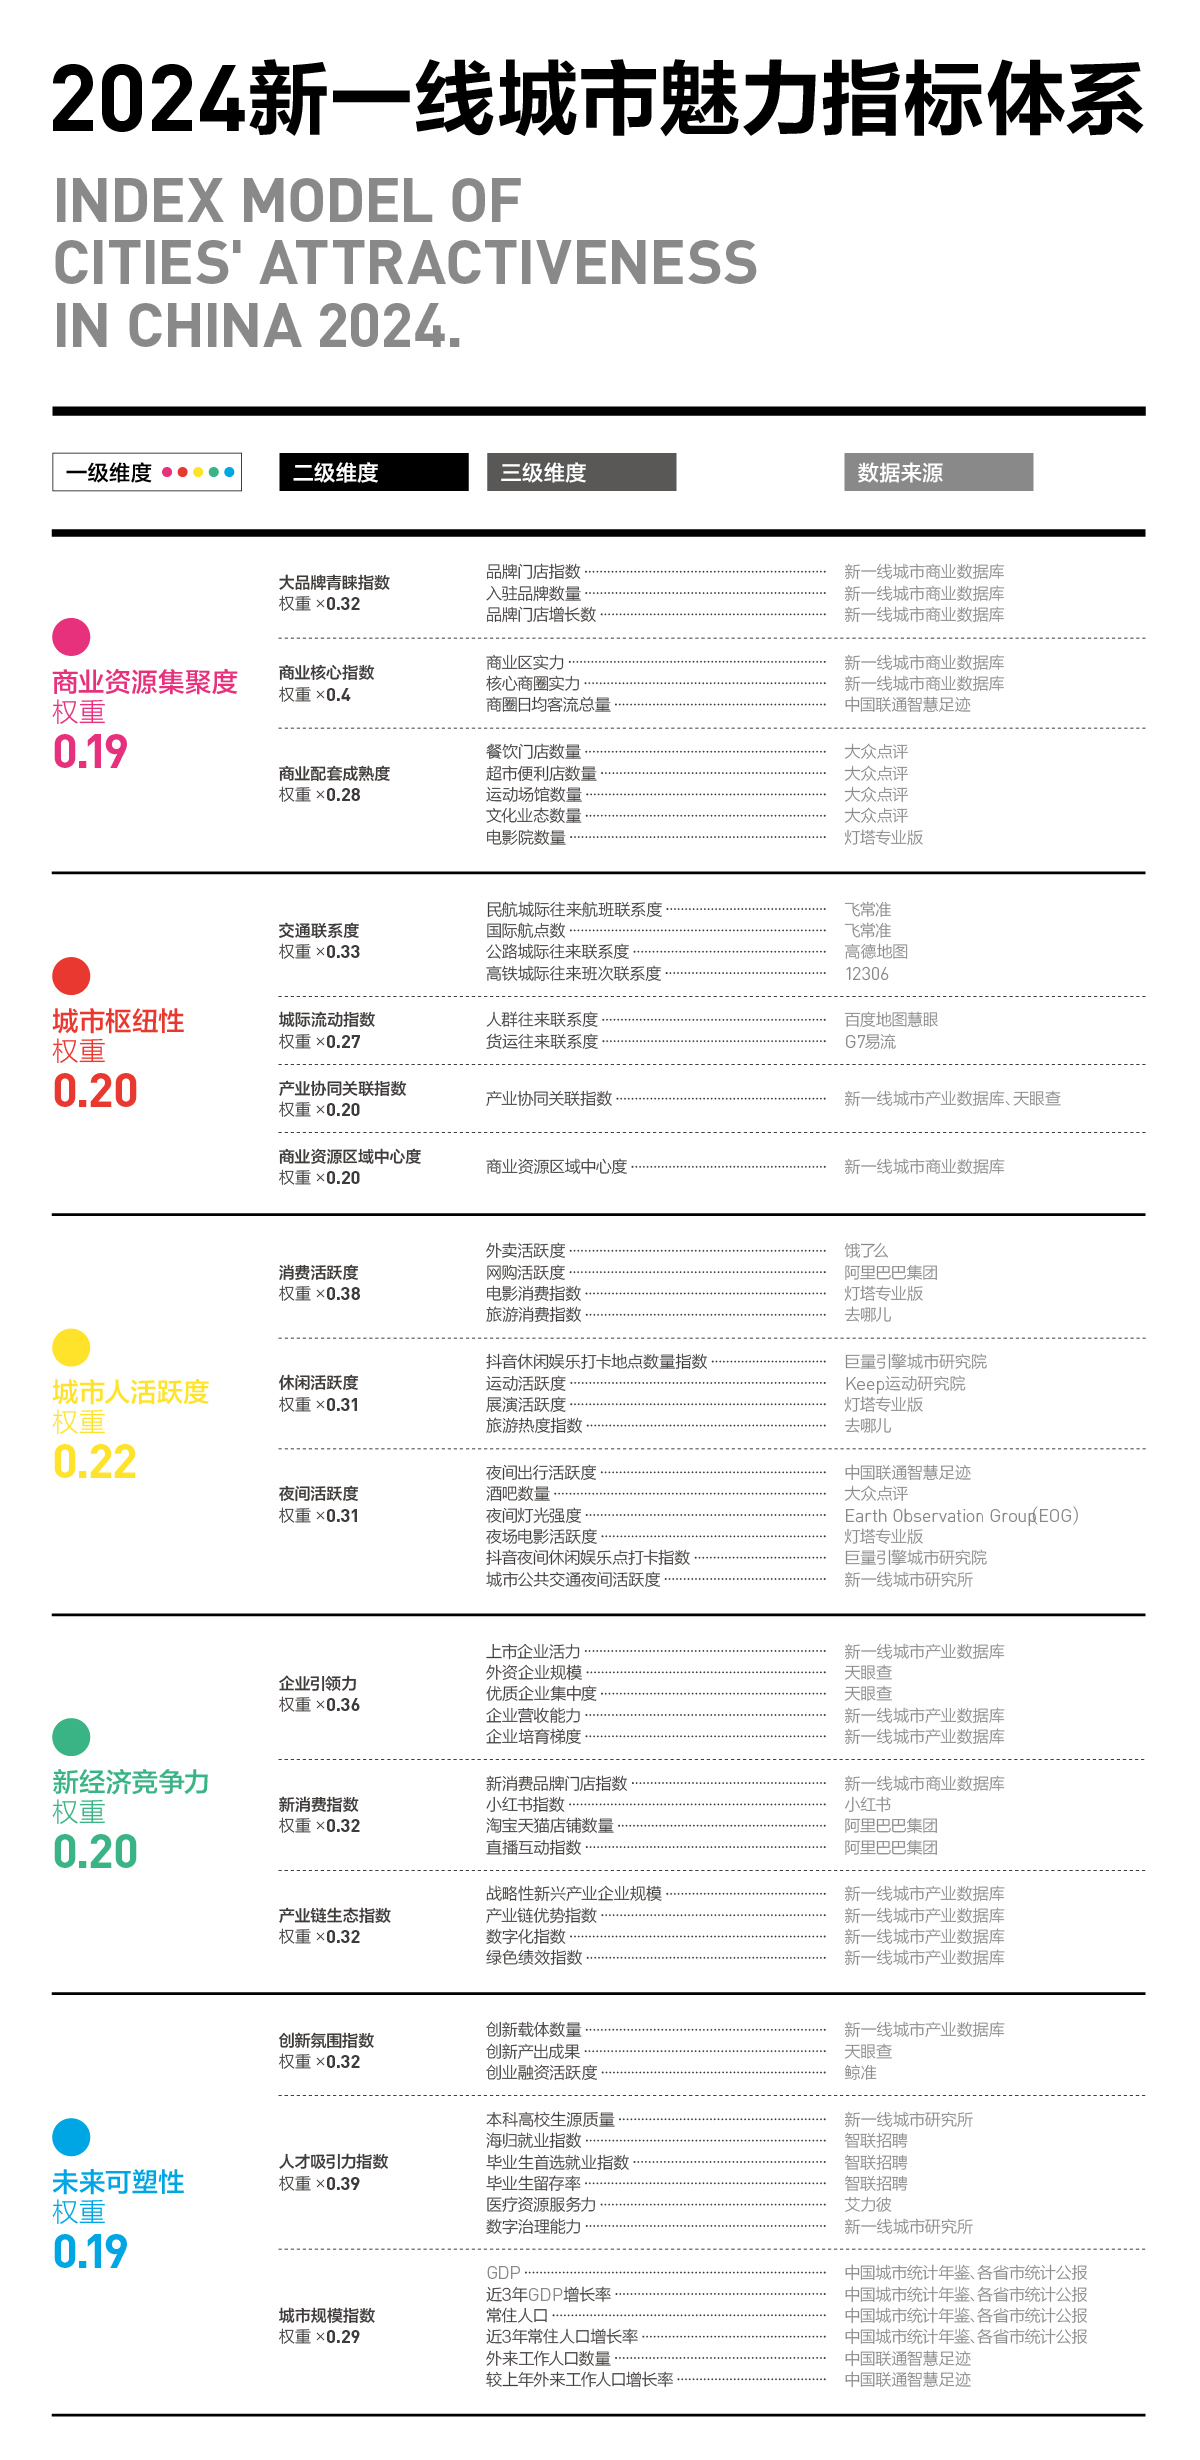 2024新一线城市魅力指标体系
INDEX MODEL OF
CITIES' ATTRACTIVENESS
IN CHINA 2024.
一级维度 二级维度 三级维度 数据来源
商业资源集聚度
权重
0.19
大品牌青睐指数
权重 ×0.32
品牌门店指数 新一线城市商业数据库
入驻品牌数量 新一线城市商业数据库
品牌门店增长数 新一线城市商业数据库
商业核心指数
权重 ×0.4
商业区实力 新一线城市商业数据库
核心商圈实力 新一线城市商业数据库
商圈日均客流总量 中国联通智慧足迹
商业配套成熟度
权重 ×0.28
餐饮门店数量 大众点评
超市便利店数量 大众点评
运动场馆数量 大众点评
文化业态数量 大众点评
电影院数量 灯塔专业版
城市枢纽性
权重
0.20
交通联系度
权重 ×0.33
民航城际往来航班联系度 飞常准
国际航点数 飞常准
公路城际往来联系度 高德地图
高铁城际往来班次联系度 12306
城际流动指数
权重 ×0.27
人群往来联系度 百度地图慧眼
货运往来联系度 G7易流
产业协同关联指数
权重 ×0.20
产业协同关联指数 新一线城市产业数据库、天眼查
商业资源区域中心度
权重 ×0.20
商业资源区域中心度 新一线城市商业数据库
城市人活跃度
权重
0.22
消费活跃度
权重 ×0.38
外卖活跃度 饿了么
网购活跃度 阿里巴巴集团
电影消费指数 灯塔专业版
旅游消费指数 去哪儿
休闲活跃度
权重 ×0.31
抖音休闲娱乐打卡地点数量指数 巨量引擎城市研究院
运动活跃度 Keep运动研究院
展演活跃度 灯塔专业版
旅游热度指数 去哪儿
夜间活跃度
权重 ×0.31
夜间出行活跃度 中国联通智慧足迹
酒吧数量 大众点评
夜间灯光强度 Earth Observation Group(EOG)
夜场电影活跃度 灯塔专业版
抖音夜间休闲娱乐点打卡指数 巨量引擎城市研究院
城市公共交通夜间活跃度 新一线城市研究所
新经济竞争力
权重
0.20
企业引领力
权重 ×0.36
上市企业活力 新一线城市产业数据库
外资企业规模 天眼查
优质企业集中度 天眼查
企业营收能力 新一线城市产业数据库
企业培育梯度 新一线城市产业数据库
新消费指数
权重 ×0.32
新消费品牌门店指数 新一线城市商业数据库
小红书指数 小红书
淘宝天猫店铺数量 阿里巴巴集团
直播互动指数 阿里巴巴集团
产业链生态指数
权重 ×0.32
战略性新兴产业企业规模 新一线城市产业数据库
产业链优势指数 新一线城市产业数据库
数字化指数 新一线城市产业数据库
绿色绩效指数 新一线城市产业数据库
未来可塑性
权重
0.19
创新氛围指数
权重 ×0.32
创新载体数量 新一线城市产业数据库
创新产出成果 天眼查
创业融资活跃度 鲸准
人才吸引力指数
权重 ×0.39
本科高校生源质量 新一线城市研究所
海归就业指数 智联招聘
毕业生首选就业指数 智联招聘
毕业生留存率 智联招聘
医疗资源服务力 艾力彼
数字治理能力 新一线城市研究所
城市规模指数
权重 ×0.29
GDP 中国城市统计年鉴、各省市统计公报
近3年GDP增长率 中国城市统计年鉴、各省市统计公报
常住人口 中国城市统计年鉴、各省市统计公报
近3年常住人口增长率 中国城市统计年鉴、各省市统计公报
外来工作人口数量 中国联通智慧足迹
较上年外来工作人口增长率 中国联通智慧足迹